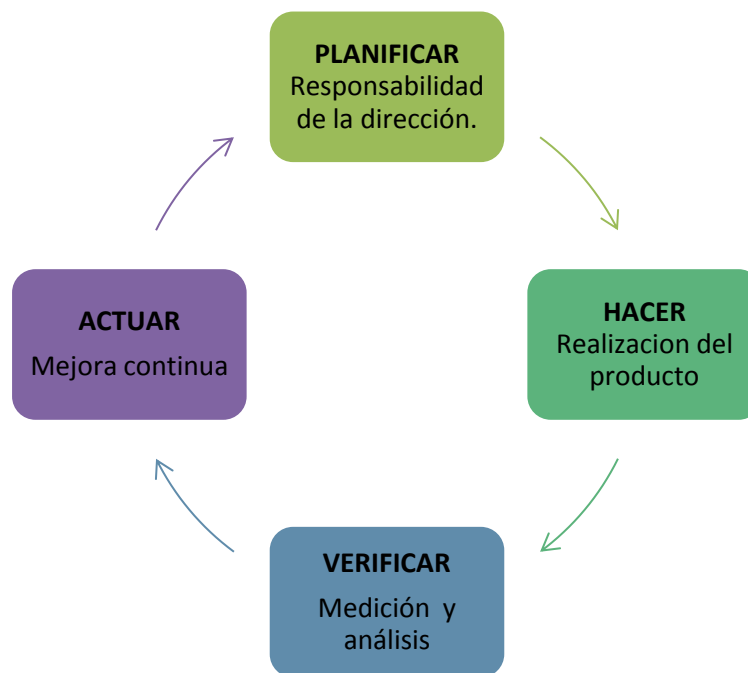 PLANIFICAR
Responsabilidad
de la dirección.
HACER
Realizacion del
producto
VERIFICAR
Medición y
análisis
ACTUAR
Mejora continua